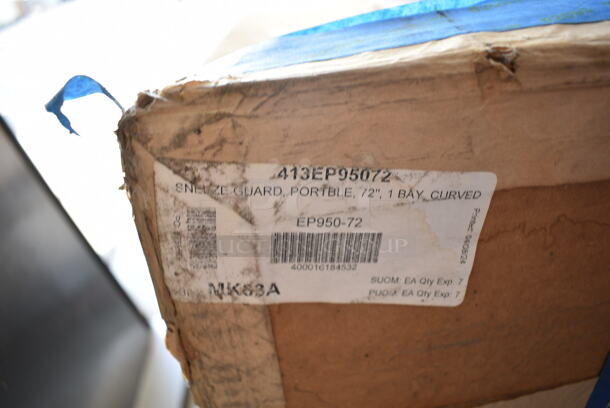 413EP95072
SNEEZE GUARD, PORTBLE, 72", 1 BAY, CURVED
EP950-72
400016184532
MK53A
SUOM: EA Qty Exp: 7
PUOM: EA Qty Exp: 7